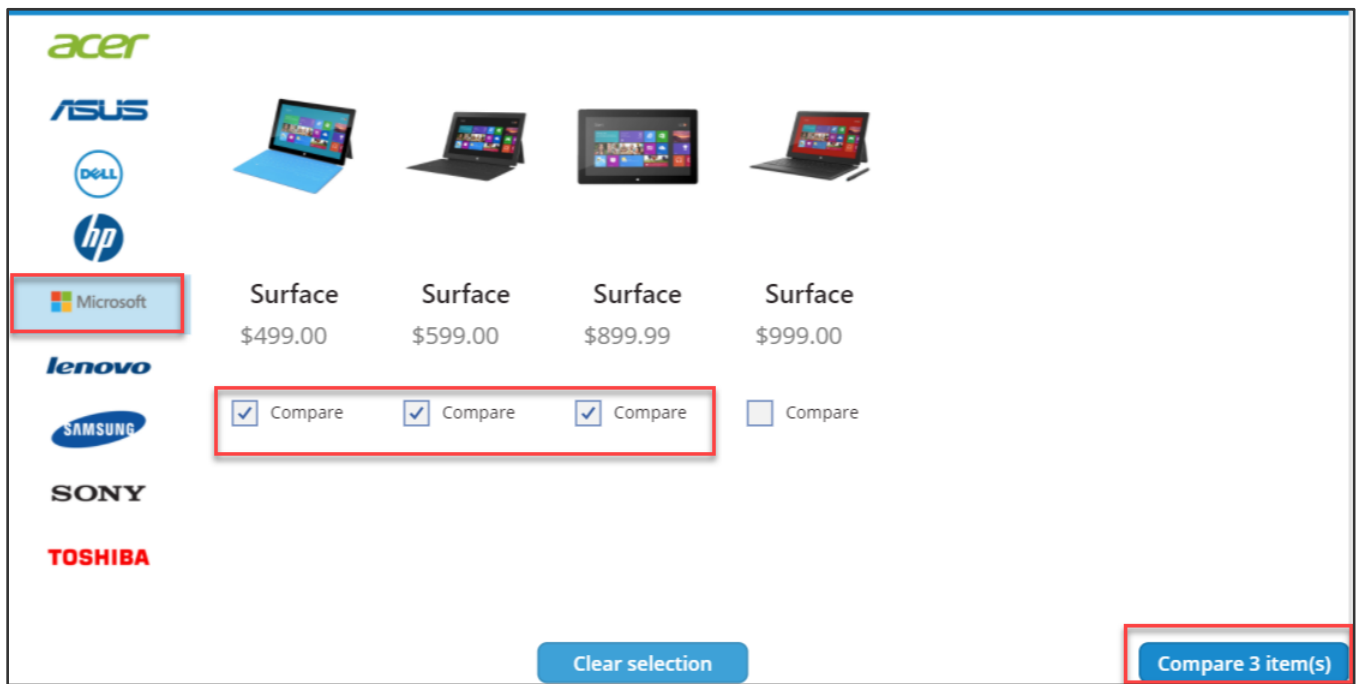 acer
ASUS
DELL
hp
Microsoft
lenovo
SAMSUNG
SONY
TOSHIBA
Surface Surface Surface Surface
$499.00 $599.00 $899.99 $999.00
Compare Compare Compare Compare
Clear selection
Compare 3 item(s)